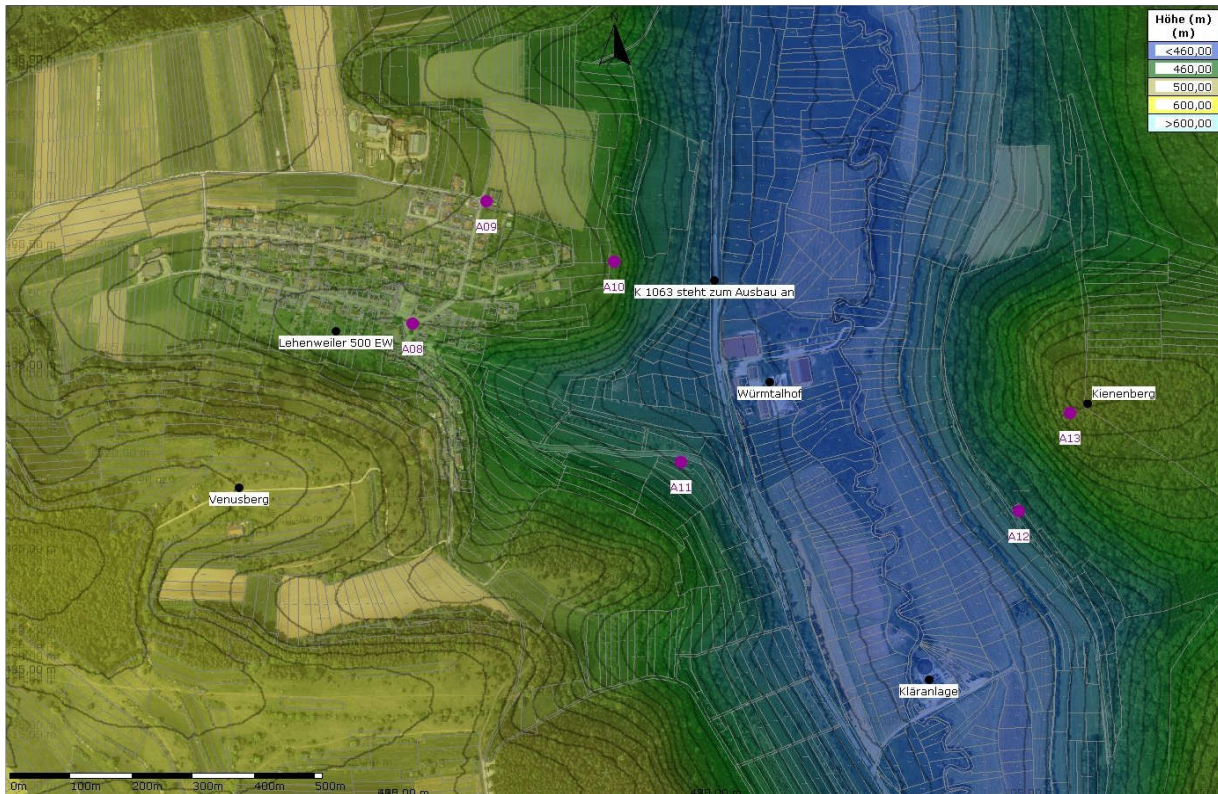 N
Höhe (m)
(m)
<460,00
460,00
500,00
600,00
>600,00
A09
A10
K 1063 steht zum Ausbau an
Lehenweiler 500 EW
A08
Würmtalhof
Kienenberg
A13
A11
Venusberg
A12
Kläranlage
0m 100m 200m 300m 400m 500m